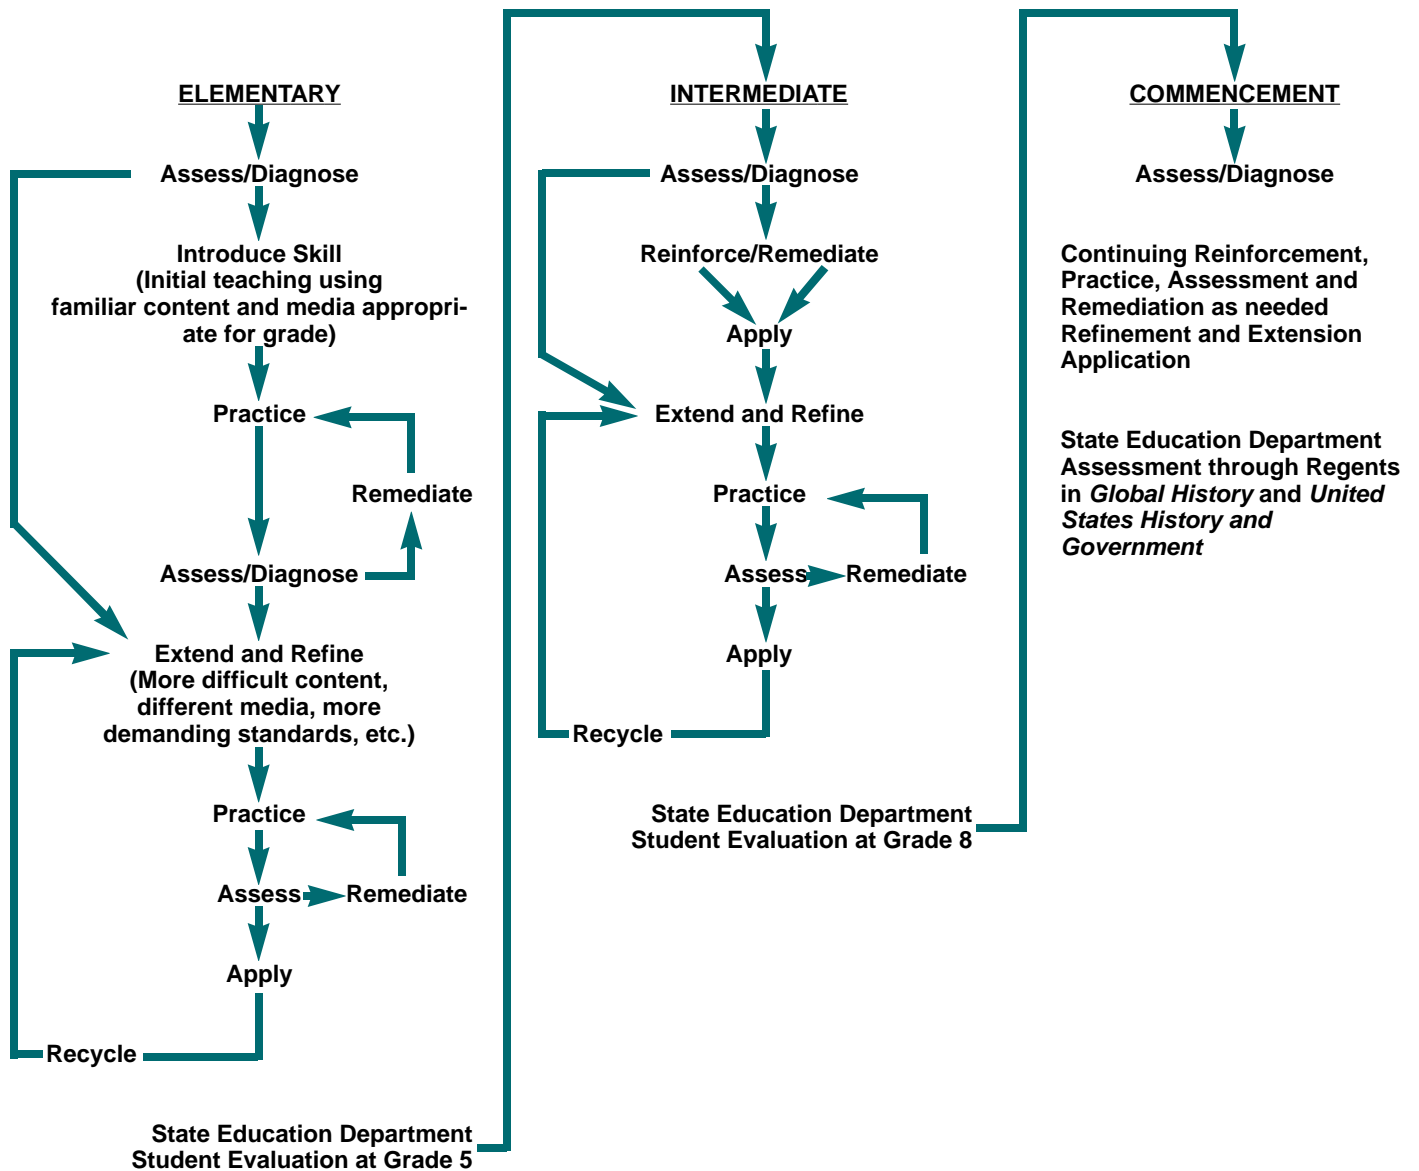 ELEMENTARY
Assess/Diagnose
Introduce Skill
(Initial teaching using
familiar content and media appropri-
ate for grade)
Practice
Remediate
Assess/Diagnose
Extend and Refine
(More difficult content,
different media, more
demanding standards, etc.)
Practice
Assess
Remediate
Apply
Recycle
State Education Department
Student Evaluation at Grade 5
INTERMEDIATE
Assess/Diagnose
Reinforce/Remediate
Apply
Extend and Refine
Practice
Assess
Remediate
Apply
Recycle
State Education Department
Student Evaluation at Grade 8
COMMENCEMENT
Assess/Diagnose
Continuing Reinforcement,
Practice, Assessment and
Remediation as needed
Refinement and Extension
Application
State Education Department
Assessment through Regents
in Global History and United
States History and
Government